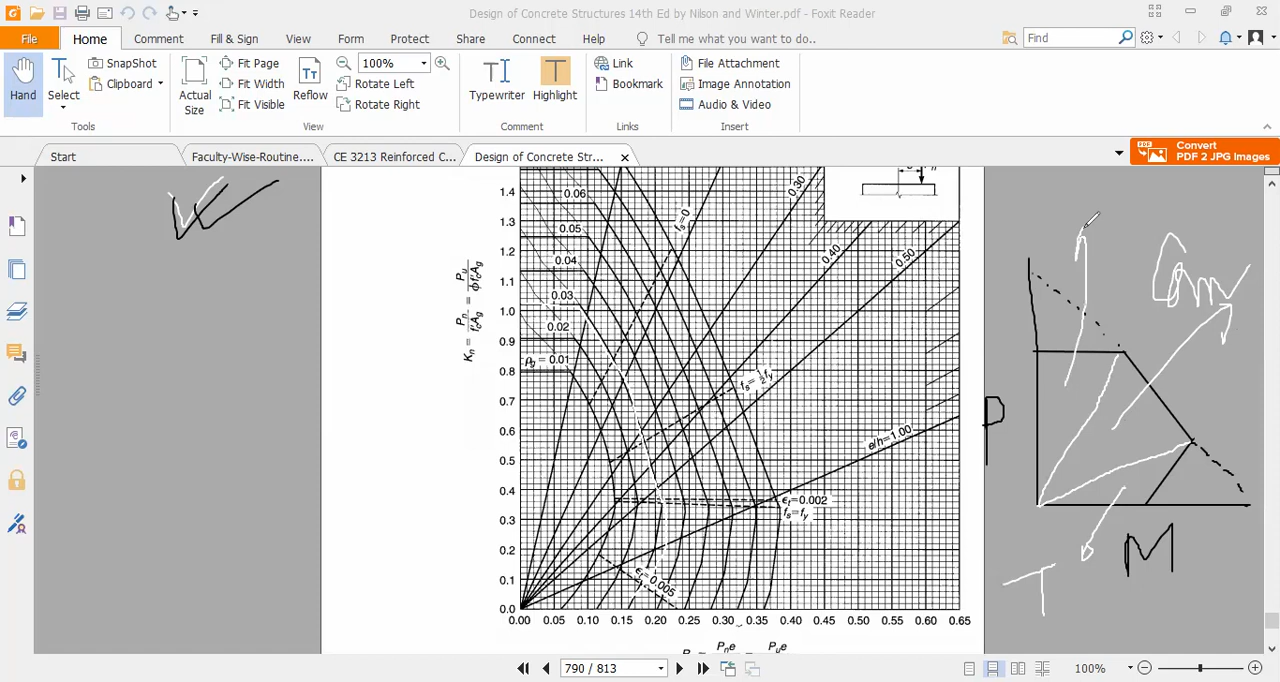 Design of Concrete Structures 14th Ed by Nilson and Winter.pdf - Foxit Reader
File Home Comment Fill & Sign View Form Protect Share Connect Help Tell me what you want to do.. Find
Hand Select SnapShot Clipboard
Tools
Actual Size Fit Page Fit Width Fit Visible Reflow 100% Rotate Left Rotate Right
View
Typewriter Highlight
Comment
Link Bookmark
Links
File Attachment Image Annotation Audio & Video
Insert
Start Faculty-Wise-Routine.... CE 3213 Reinforced C... Design of Concrete Str...
Convert
PDF 2 JPG Images
1.4
1.3
1.2
1.1
1.0
0.9
0.8
0.7
0.6
0.5
0.4
0.3
0.2
0.1
0.0
Kn = Pn / f'cAg = Pu / ϕf'cAg
0.06
0.05
0.04
0.03
0.02
ρg = 0.01
fs=0
0.30
0.40
0.50
fs=½fy
e/h=1.00
εt=0.002
fs=fy
εt=0.005
0.00 0.05 0.10 0.15 0.20 0.25 0.30 0.35 0.40 0.45 0.50 0.55 0.60 0.65
Pne Pue
P
M
T
790 / 813
100%